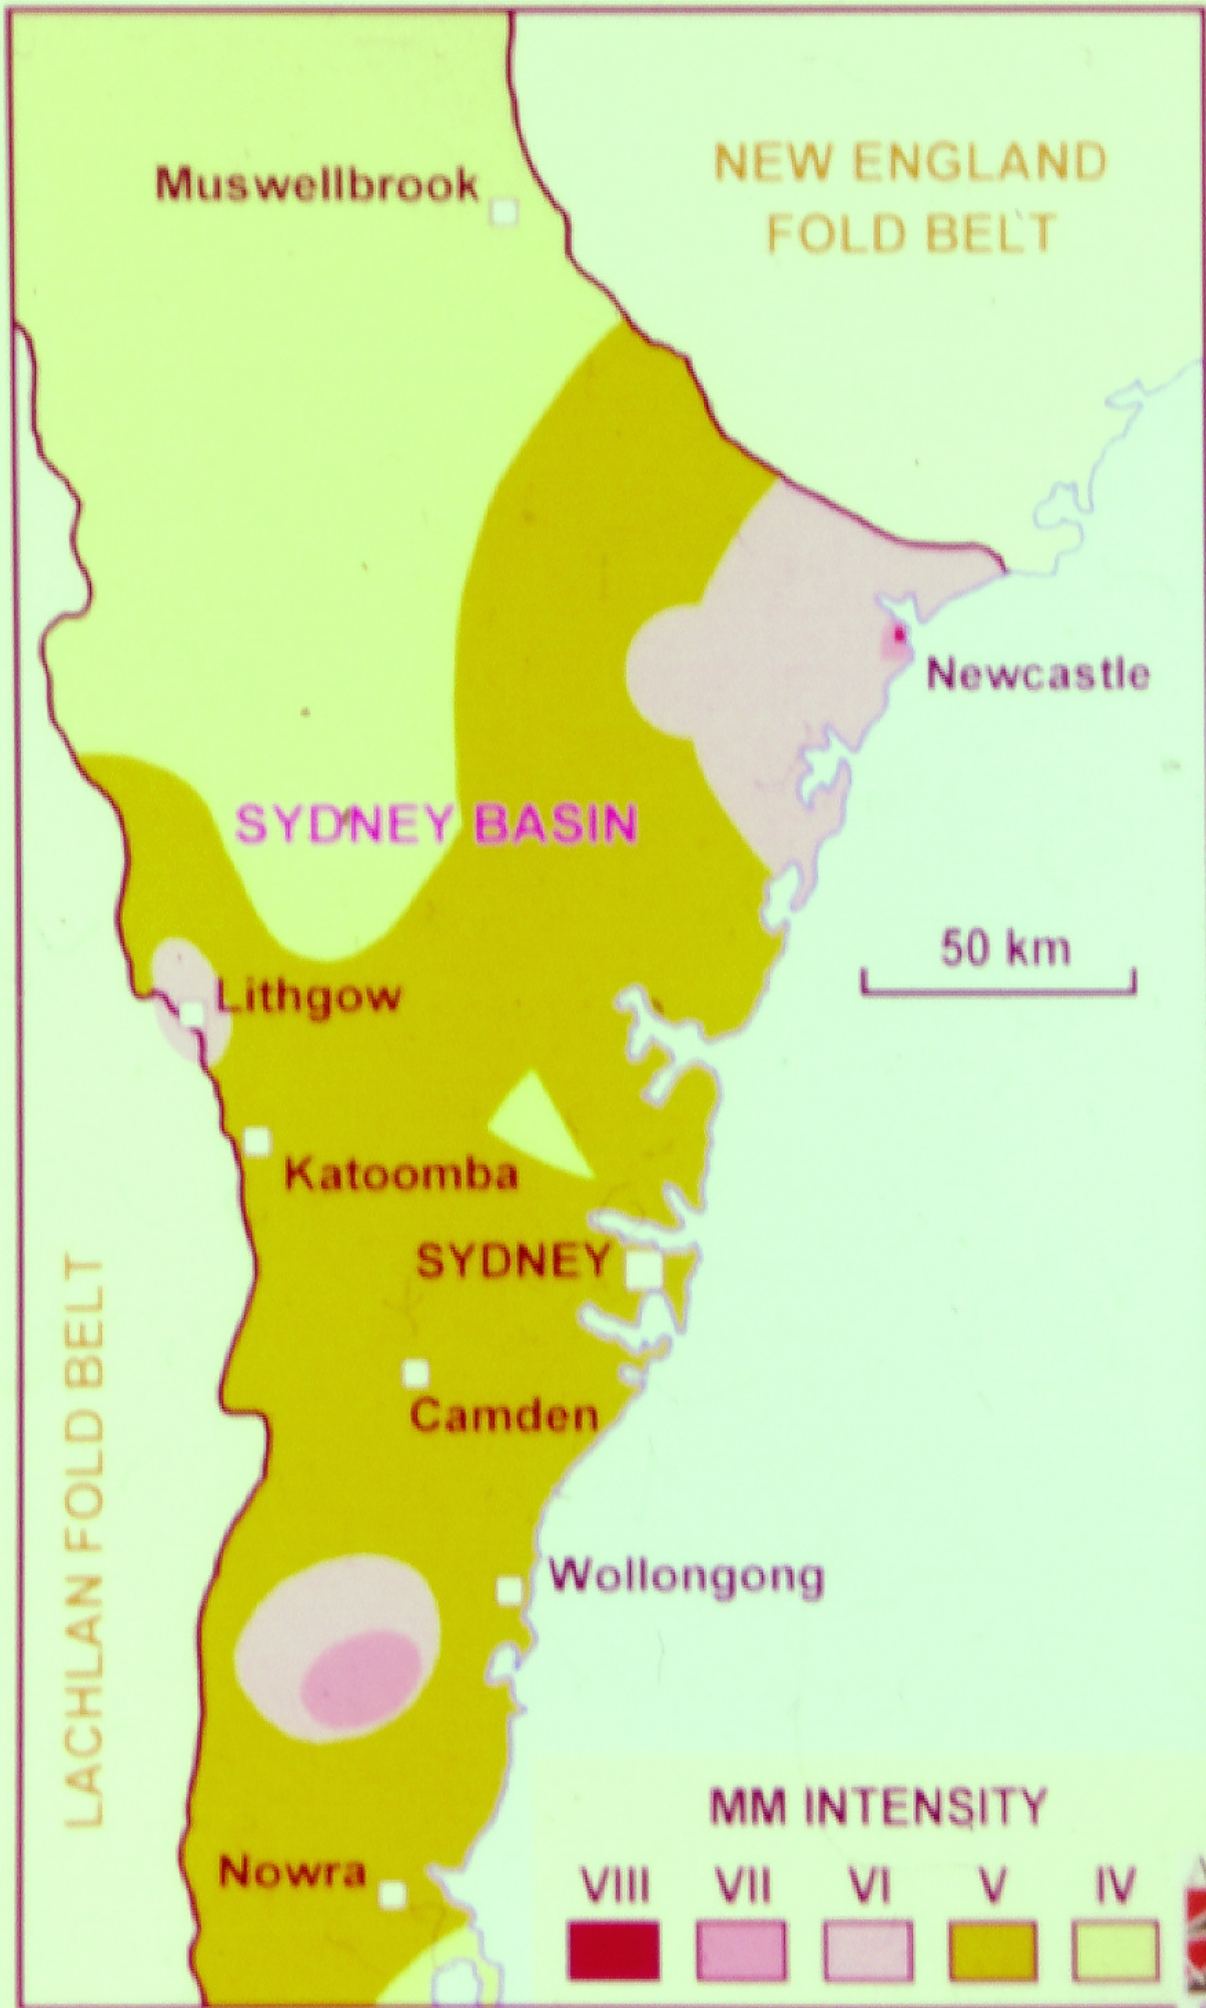 Muswellbrook
NEW ENGLAND
FOLD BELT
Newcastle
SYDNEY BASIN
50 km
Lithgow
Katoomba
SYDNEY
Camden
LACHLAN FOLD BELT
Wollongong
Nowra
MM INTENSITY
VIII VII VI V IV